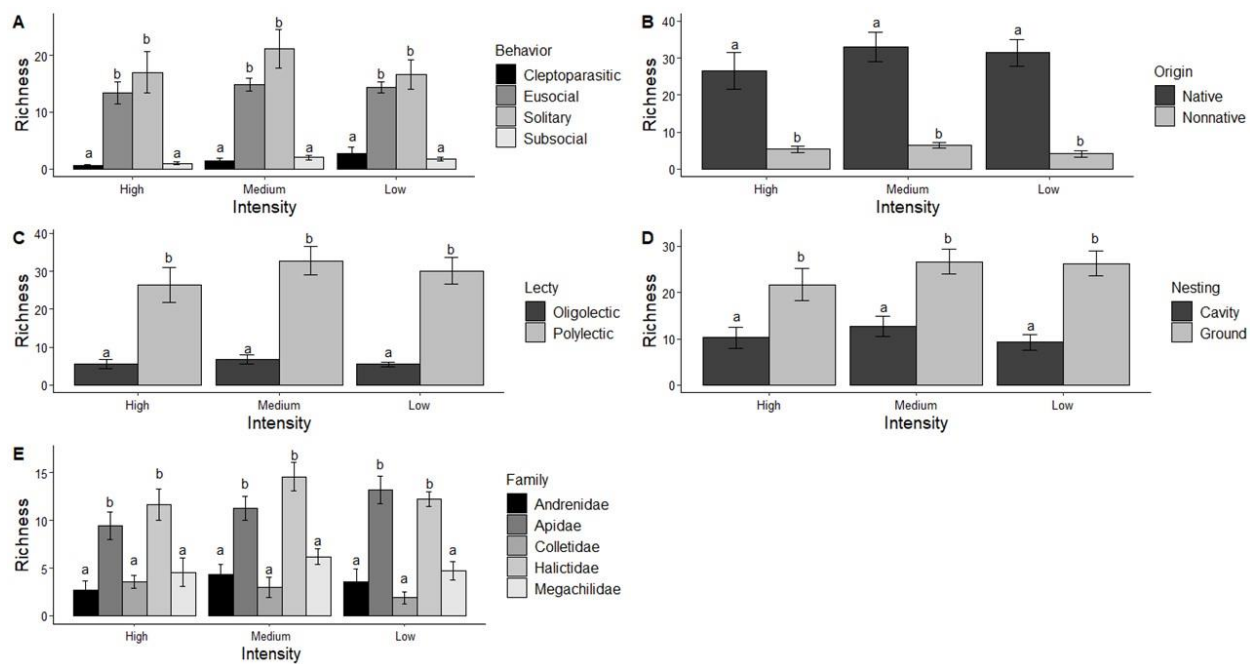 A
Richness
20
10
0
b
b
a
a
b
b
a
a
b
b
a
a
High
Medium
Low
Intensity
Behavior
Cleptoparasitic
Eusocial
Solitary
Subsocial
B
Richness
40
30
20
10
0
a
b
a
b
a
b
High
Medium
Low
Intensity
Origin
Native
Nonnative
C
Richness
40
30
20
10
0
a
b
a
b
a
b
High
Medium
Low
Intensity
Lecty
Oligolectic
Polylectic
D
Richness
30
20
10
0
a
b
a
b
a
b
High
Medium
Low
Intensity
Nesting
Cavity
Ground
E
Richness
15
10
5
0
a
b
a
b
a
a
b
a
b
a
a
b
a
b
a
High
Medium
Low
Intensity
Family
Andrenidae
Apidae
Colletidae
Halictidae
Megachilidae